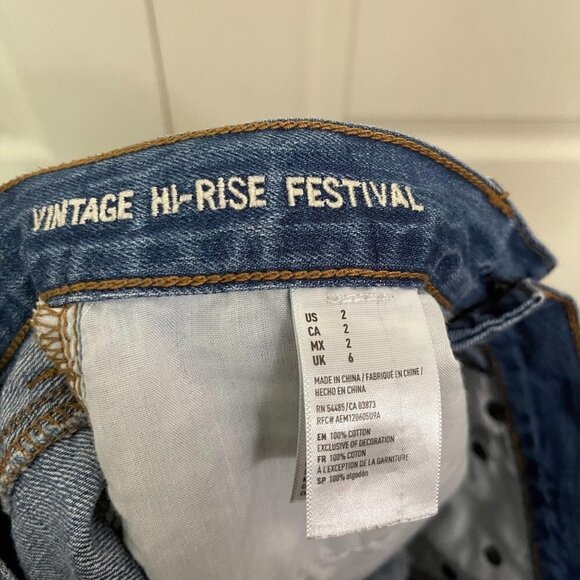 VINTAGE HI-RISE FESTIVAL
US 2
CA 2
MX 2
UK 6
MADE IN CHINA / FABRIQUÉ EN CHINE /
HECHO EN CHINA
RN 54485/CA 03873
RFC# AEM120605U9A
EN 100% COTTON
EXCLUSIVE OF DECORATION
FR 100% COTON
À L'EXCEPTION DE LA GARNITURE
SP 100% algodón